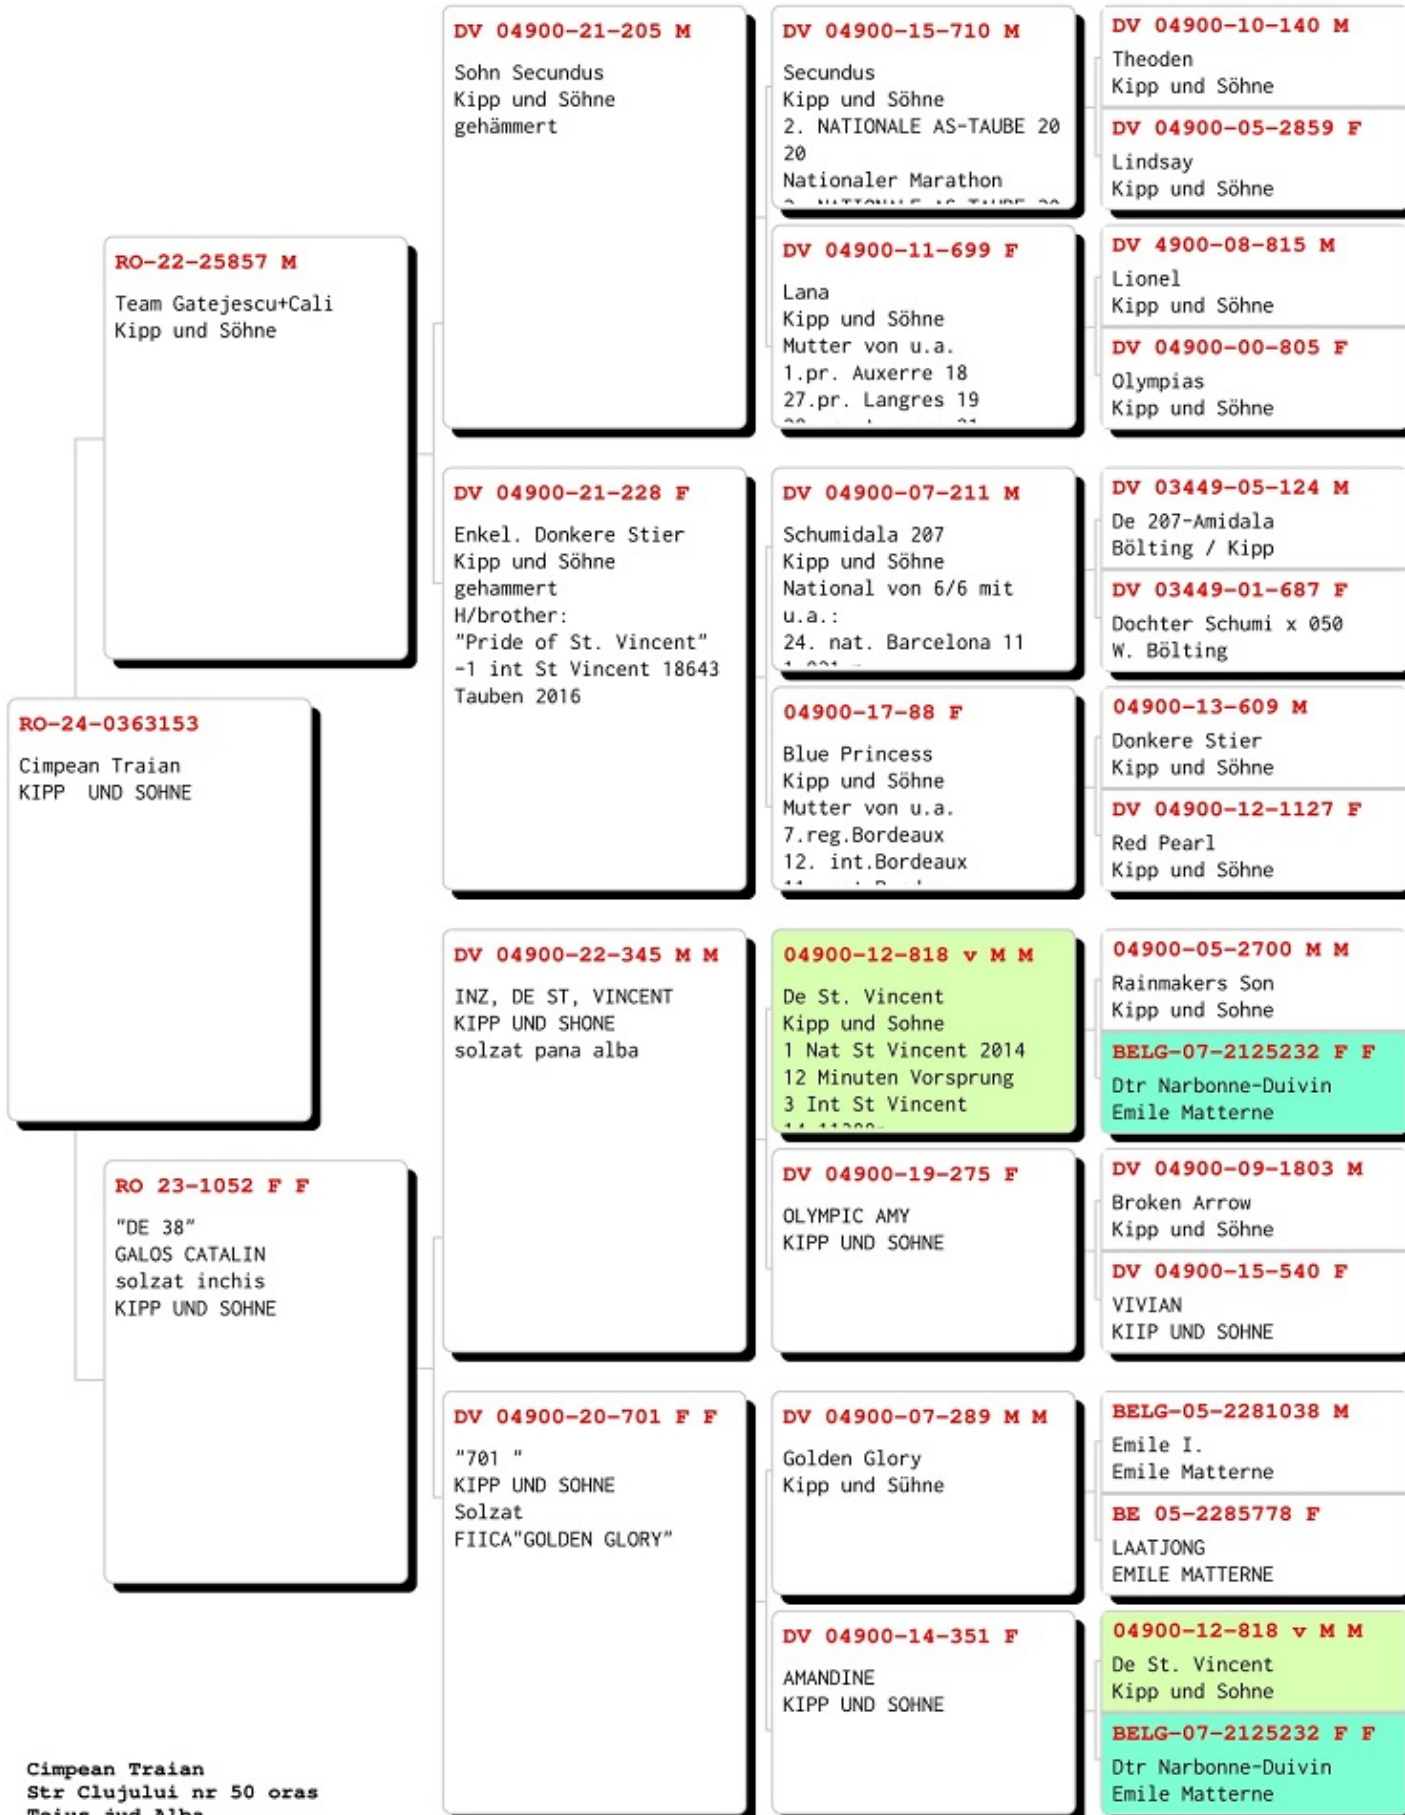 DV 04900-21-205 M
Sohn Secundus
Kipp und Söhne
gehämmert
DV 04900-15-710 M
Secundus
Kipp und Söhne
2. NATIONALE AS-TAUBE 20
20
Nationaler Marathon
DV 04900-10-140 M
Theoden
Kipp und Söhne
DV 04900-05-2859 F
Lindsay
Kipp und Söhne
DV 04900-11-699 F
Lana
Kipp und Söhne
Mutter von u.a.
1.pr. Auxerre 18
27.pr. Langres 19
DV 4900-08-815 M
Lionel
Kipp und Söhne
DV 04900-00-805 F
Olympias
Kipp und Söhne
RO-22-25857 M
Team Gatejescu+Cali
Kipp und Söhne
DV 04900-21-228 F
Enkel. Donkere Stier
Kipp und Söhne
gehammert
H/brother:
"Pride of St. Vincent"
-1 int St Vincent 18643
Tauben 2016
DV 04900-07-211 M
Schumidala 207
Kipp und Söhne
National von 6/6 mit
u.a.:
24. nat. Barcelona 11
DV 03449-05-124 M
De 207-Amidala
Bölting / Kipp
DV 03449-01-687 F
Dochter Schumi x 050
W. Bölting
04900-17-88 F
Blue Princess
Kipp und Söhne
Mutter von u.a.
7.reg.Bordeaux
12. int.Bordeaux
04900-13-609 M
Donkere Stier
Kipp und Söhne
DV 04900-12-1127 F
Red Pearl
Kipp und Söhne
RO-24-0363153
Cimpean Traian
KIPP  UND SOHNE
DV 04900-22-345 M M
INZ, DE ST, VINCENT
KIPP UND SHONE
solzat pana alba
04900-12-818 v M M
De St. Vincent
Kipp und Sohne
1 Nat St Vincent 2014
12 Minuten Vorsprung
3 Int St Vincent
04900-05-2700 M M
Rainmakers Son
Kipp und Söhne
BELG-07-2125232 F F
Dtr Narbonne-Duivin
Emile Matterne
DV 04900-19-275 F
OLYMPIC AMY
KIPP UND SOHNE
DV 04900-09-1803 M
Broken Arrow
Kipp und Söhne
DV 04900-15-540 F
VIVIAN
KIIP UND SOHNE
RO 23-1052 F F
"DE 38"
GALOS CATALIN
solzat inchis
KIPP UND SOHNE
DV 04900-20-701 F F
"701 "
KIPP UND SOHNE
Solzat
FIICA"GOLDEN GLORY"
DV 04900-07-289 M M
Golden Glory
Kipp und Sühne
BELG-05-2281038 M
Emile I.
Emile Matterne
BE 05-2285778 F
LAATJONG
EMILE MATTERNE
DV 04900-14-351 F
AMANDINE
KIPP UND SOHNE
04900-12-818 v M M
De St. Vincent
Kipp und Sohne
BELG-07-2125232 F F
Dtr Narbonne-Duivin
Emile Matterne
Cimpean Traian
Str Clujului nr 50 oras